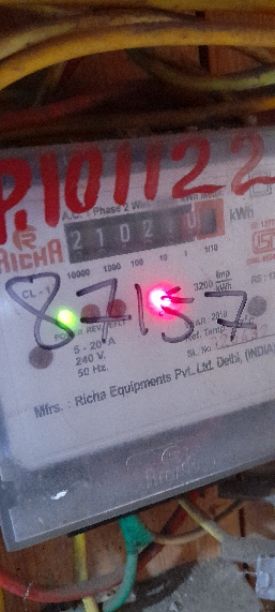 P.101122
A.C. 1 Phase 2 Wire
kWh
2102
RICHA
10000 1000 100 10 1 1/10
CL - 1
3200 imp/kWh
87157
5 - 20 A
240 V.
50 Hz.
Mfrs. : Richa Equipments Pvt. Ltd. Delhi, (INDIA)